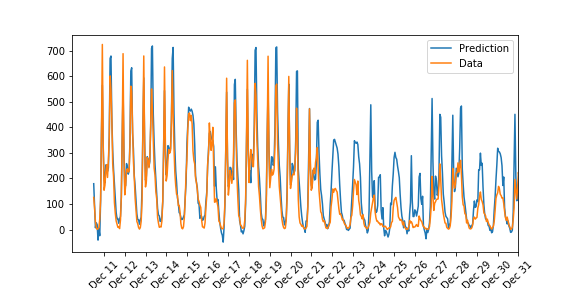 700
600
500
400
300
200
100
0
Prediction
Data
Dec 11
Dec 12
Dec 13
Dec 14
Dec 15
Dec 16
Dec 17
Dec 18
Dec 19
Dec 20
Dec 21
Dec 22
Dec 23
Dec 24
Dec 25
Dec 26
Dec 27
Dec 28
Dec 29
Dec 30
Dec 31